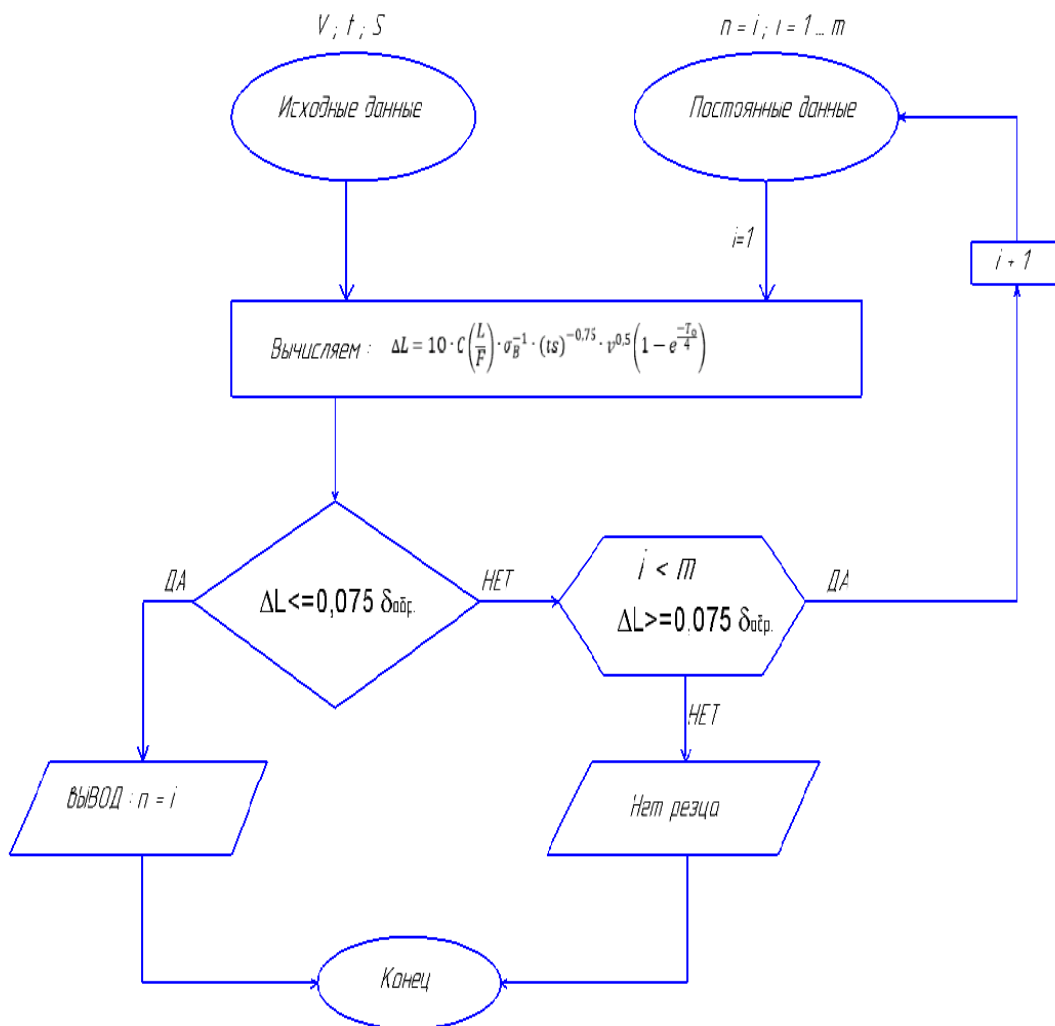 V ; t ; S
n = i ; i = 1 ... m
Исходные данные
Постоянные данные
i=1
i + 1
Вычисляем : ΔL = 10 · C (L/F) · σ_B^-1 · (ts)^-0,75 · v^0,5 (1 − e^(-T_0/4))
ДА
ΔL<=0,075 δобр.
НЕТ
i < m
ΔL>=0,075 δобр.
ДА
НЕТ
ВЫВОД : n = i
Нет резца
Конец